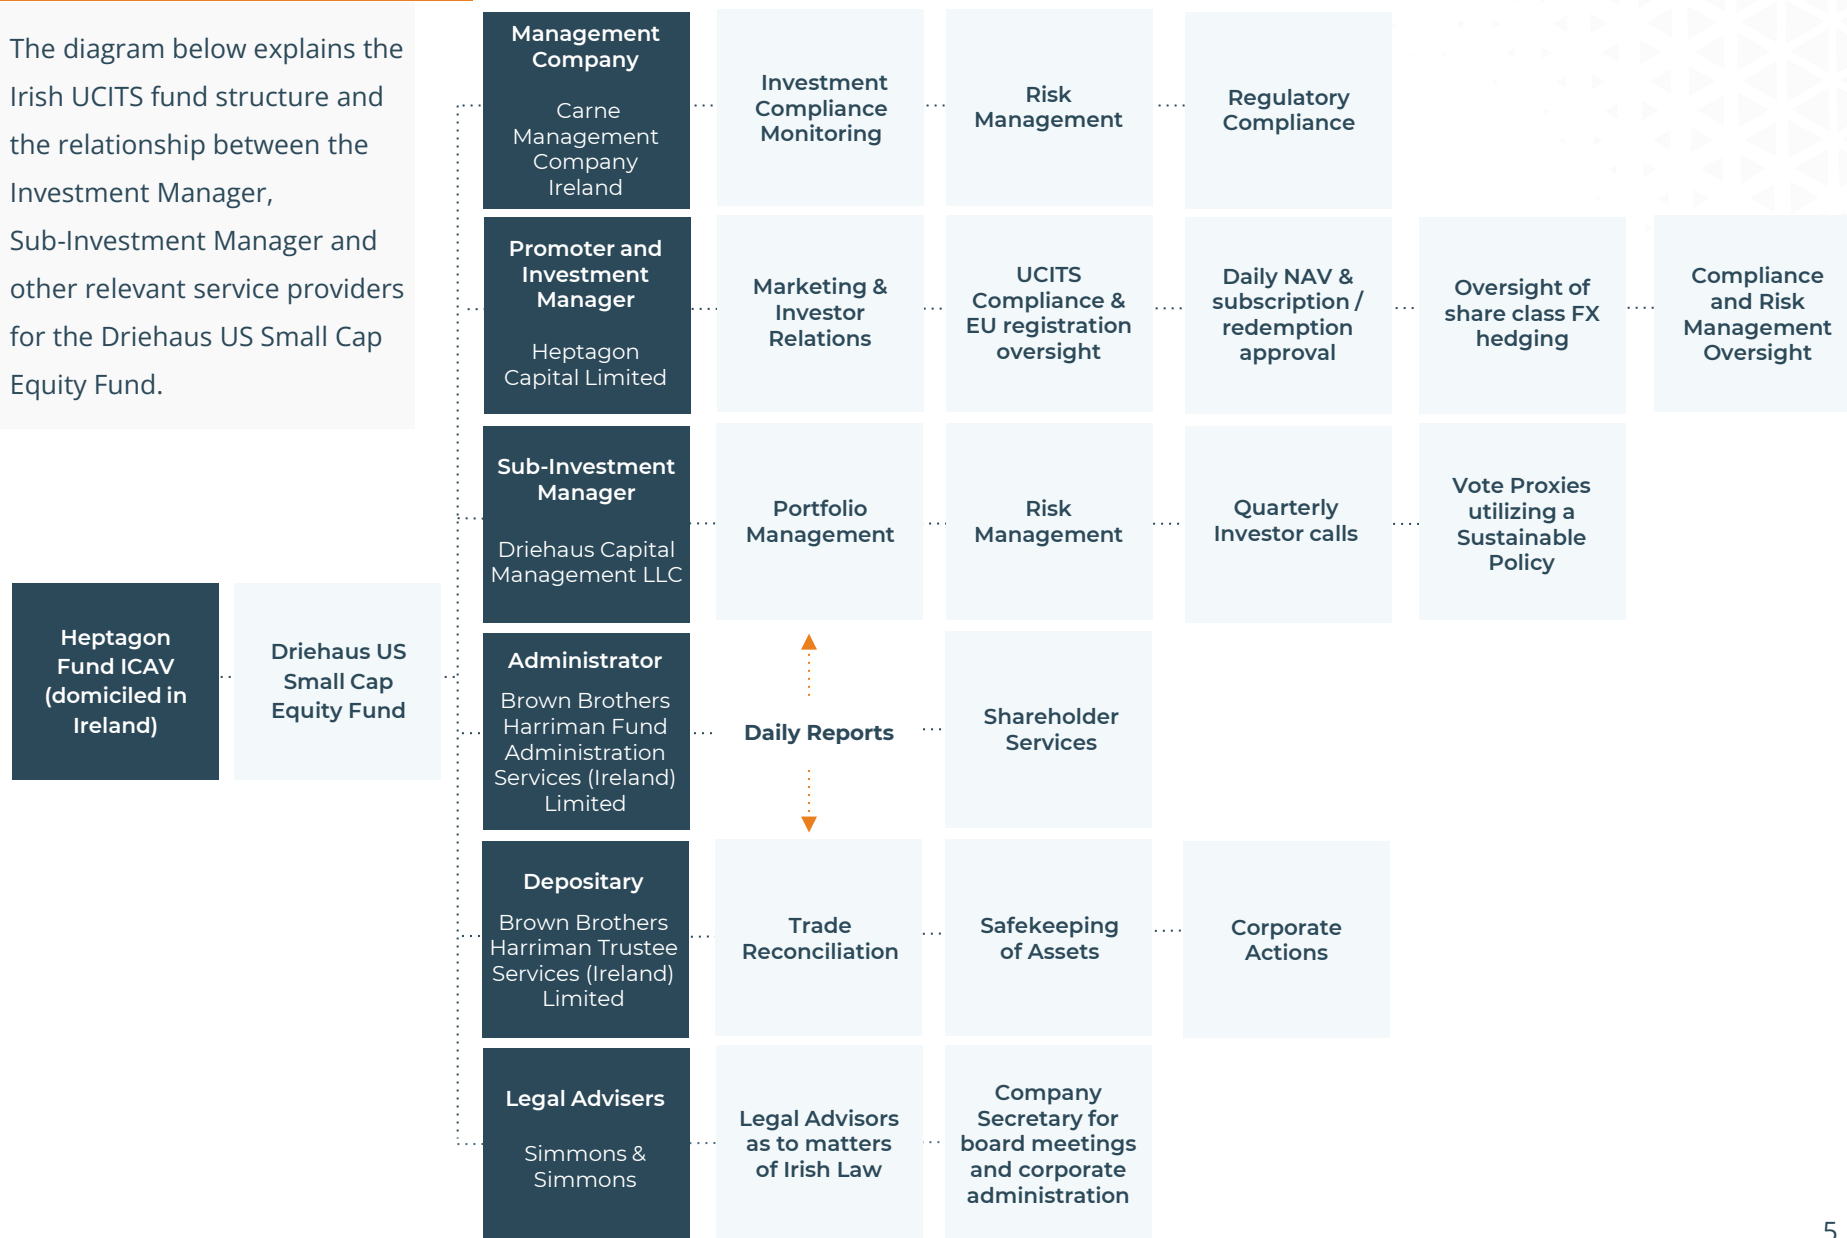 The diagram below explains the
Irish UCITS fund structure and
the relationship between the
Investment Manager,
Sub-Investment Manager and
other relevant service providers
for the Driehaus US Small Cap
Equity Fund.
Heptagon
Fund ICAV
(domiciled in
Ireland)
Driehaus US
Small Cap
Equity Fund
Management
Company
Carne
Management
Company
Ireland
Investment
Compliance
Monitoring
Risk
Management
Regulatory
Compliance
Promoter and
Investment
Manager
Heptagon
Capital Limited
Marketing &
Investor
Relations
UCITS
Compliance &
EU registration
oversight
Daily NAV &
subscription /
redemption
approval
Oversight of
share class FX
hedging
Compliance
and Risk
Management
Oversight
Sub-Investment
Manager
Driehaus Capital
Management LLC
Portfolio
Management
Risk
Management
Quarterly
Investor calls
Vote Proxies
utilizing a
Sustainable
Policy
Administrator
Brown Brothers
Harriman Fund
Administration
Services (Ireland)
Limited
Daily Reports
Shareholder
Services
Depositary
Brown Brothers
Harriman Trustee
Services (Ireland)
Limited
Trade
Reconciliation
Safekeeping
of Assets
Corporate
Actions
Legal Advisers
Simmons &
Simmons
Legal Advisors
as to matters
of Irish Law
Company
Secretary for
board meetings
and corporate
administration
5